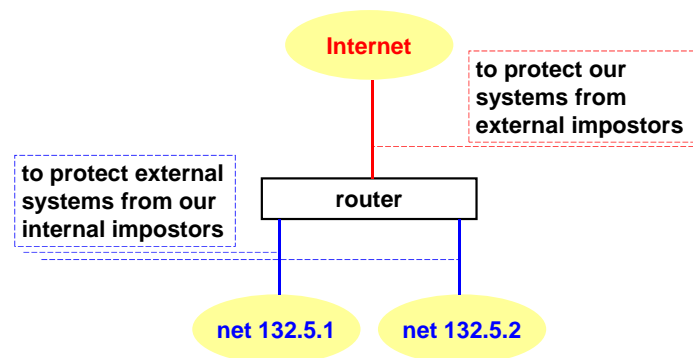 Internet
to protect our
systems from
external impostors
to protect external
systems from our
internal impostors
router
net 132.5.1
net 132.5.2